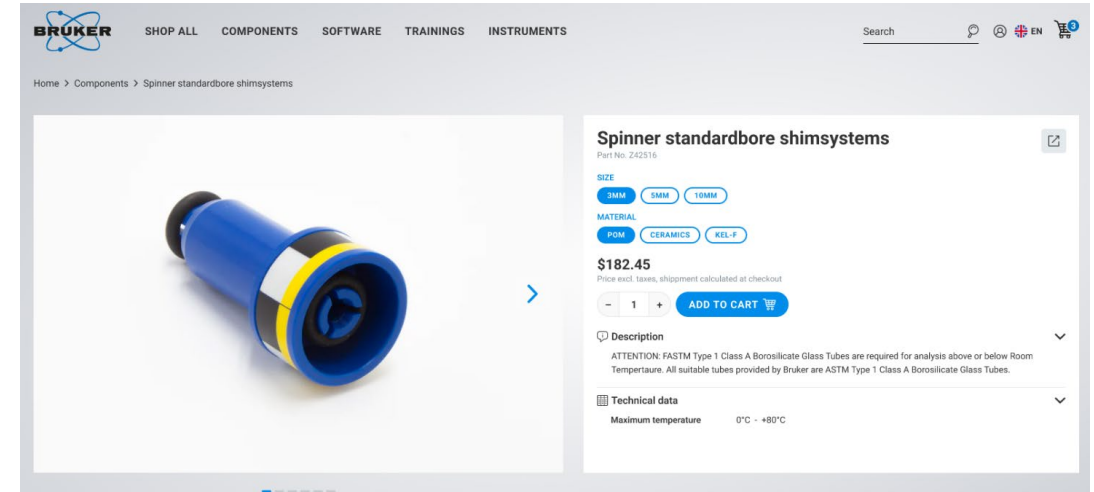 BRUKER
SHOP ALL COMPONENTS SOFTWARE TRAININGS INSTRUMENTS
Search
EN
3
Home > Components > Spinner standardbore shimsystems
Spinner standardbore shimsystems
Part No. Z42516
SIZE
3MM 5MM 10MM
MATERIAL
POM CERAMICS KEL-F
$182.45
Price excl. taxes, shippment calculated at checkout
- 1 + ADD TO CART
Description
ATTENTION: FASTM Type 1 Class A Borosilicate Glass Tubes are required for analysis above or below Room
Tempertaure. All suitable tubes provided by Bruker are ASTM Type 1 Class A Borosilicate Glass Tubes.
Technical data
Maximum temperature 0°C - +80°C